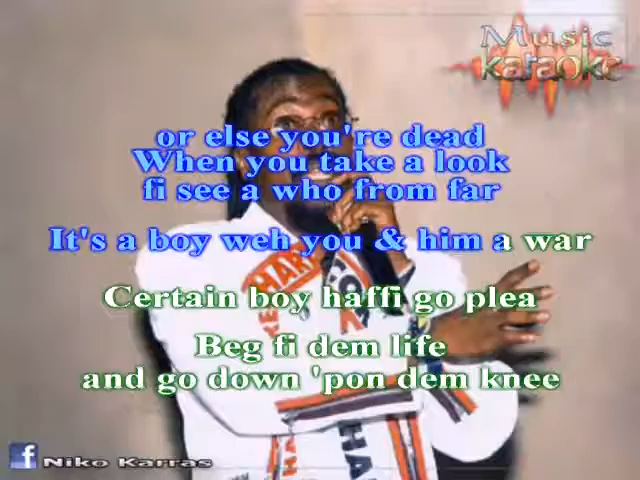 Music
karaoke
or else you're dead
When you take a look
fi see a who from far
It's a boy weh you & him a war
Certain boy haffi go plea
Beg fi dem life
and go down 'pon dem knee
f Niko Karras